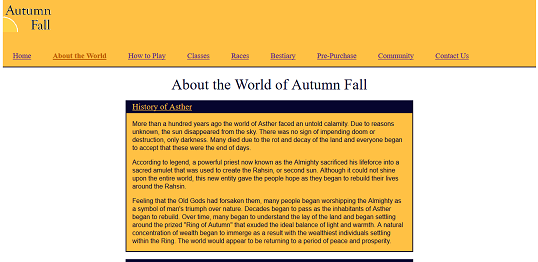 Autumn
Fall
Home About the World How to Play Classes Races Bestiary Pre-Purchase Community Contact Us
About the World of Autumn Fall
History of Asther
More than a hundred years ago the world of Asther faced an untold calamity. Due to reasons
unknown, the sun disappeared from the sky. There was no sign of impending doom or
destruction, only darkness. Many died due to the rot and decay of the land and everyone began
to accept that these were the end of days.
According to legend, a powerful priest now known as the Almighty sacrificed his lifeforce into a
sacred amulet that was used to create the Rahsin, or second sun. Although it could not shine
upon the entire world, this new entity gave the people hope as they began to rebuild their lives
around the Rahsin.
Feeling that the Old Gods had forsaken them, many people began worshipping the Almighty as
a symbol of man's triumph over nature. Decades began to pass as the inhabitants of Asther
began to rebuild. Over time, many began to understand the lay of the land and began settling
around the prized "Ring of Autumn" that exuded the ideal balance of light and warmth. A natural
concentration of wealth began to immerge as a result with the wealthiest individuals settling
within the Ring. The world would appear to be returning to a period of peace and prosperity.